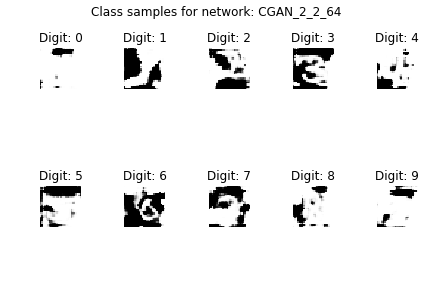 Class samples for network: CGAN_2_2_64
Digit: 0
Digit: 1
Digit: 2
Digit: 3
Digit: 4
Digit: 5
Digit: 6
Digit: 7
Digit: 8
Digit: 9